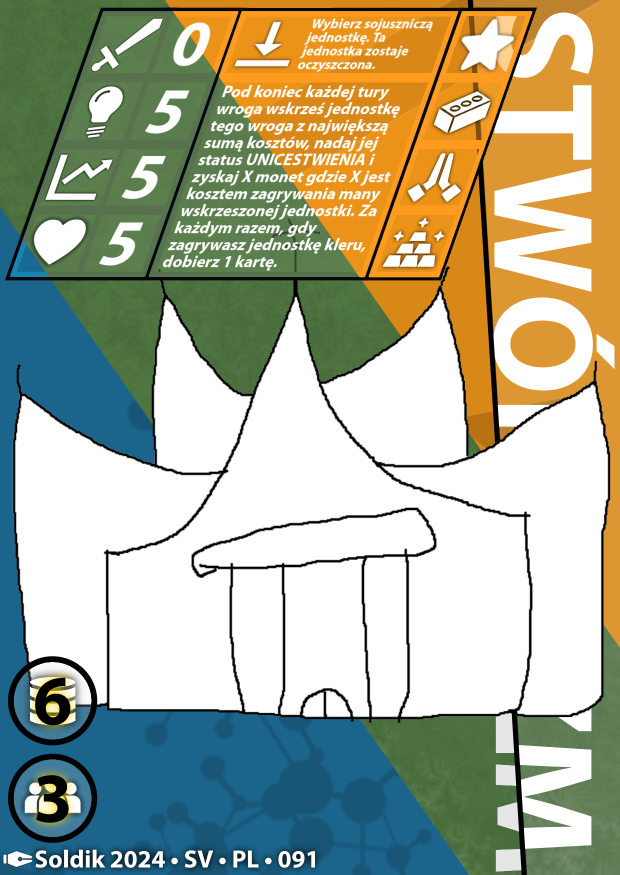 0
5
5
5
Wybierz sojuszniczą
jednostkę. Ta
jednostka zostaje
oczyszczona.
Pod koniec każdej tury
wroga wskrześ jednostkę
tego wroga z największą
sumą kosztów, nadaj jej
status UNICESTWIENIA i
zyskaj X monet gdzie X jest
kosztem zagrywania many
wskrzeszonej jednostki. Za
każdym razem, gdy
zagrywasz jednostkę kleru,
dobierz 1 kartę.
6
3
Soldik 2024 • SV • PL • 091